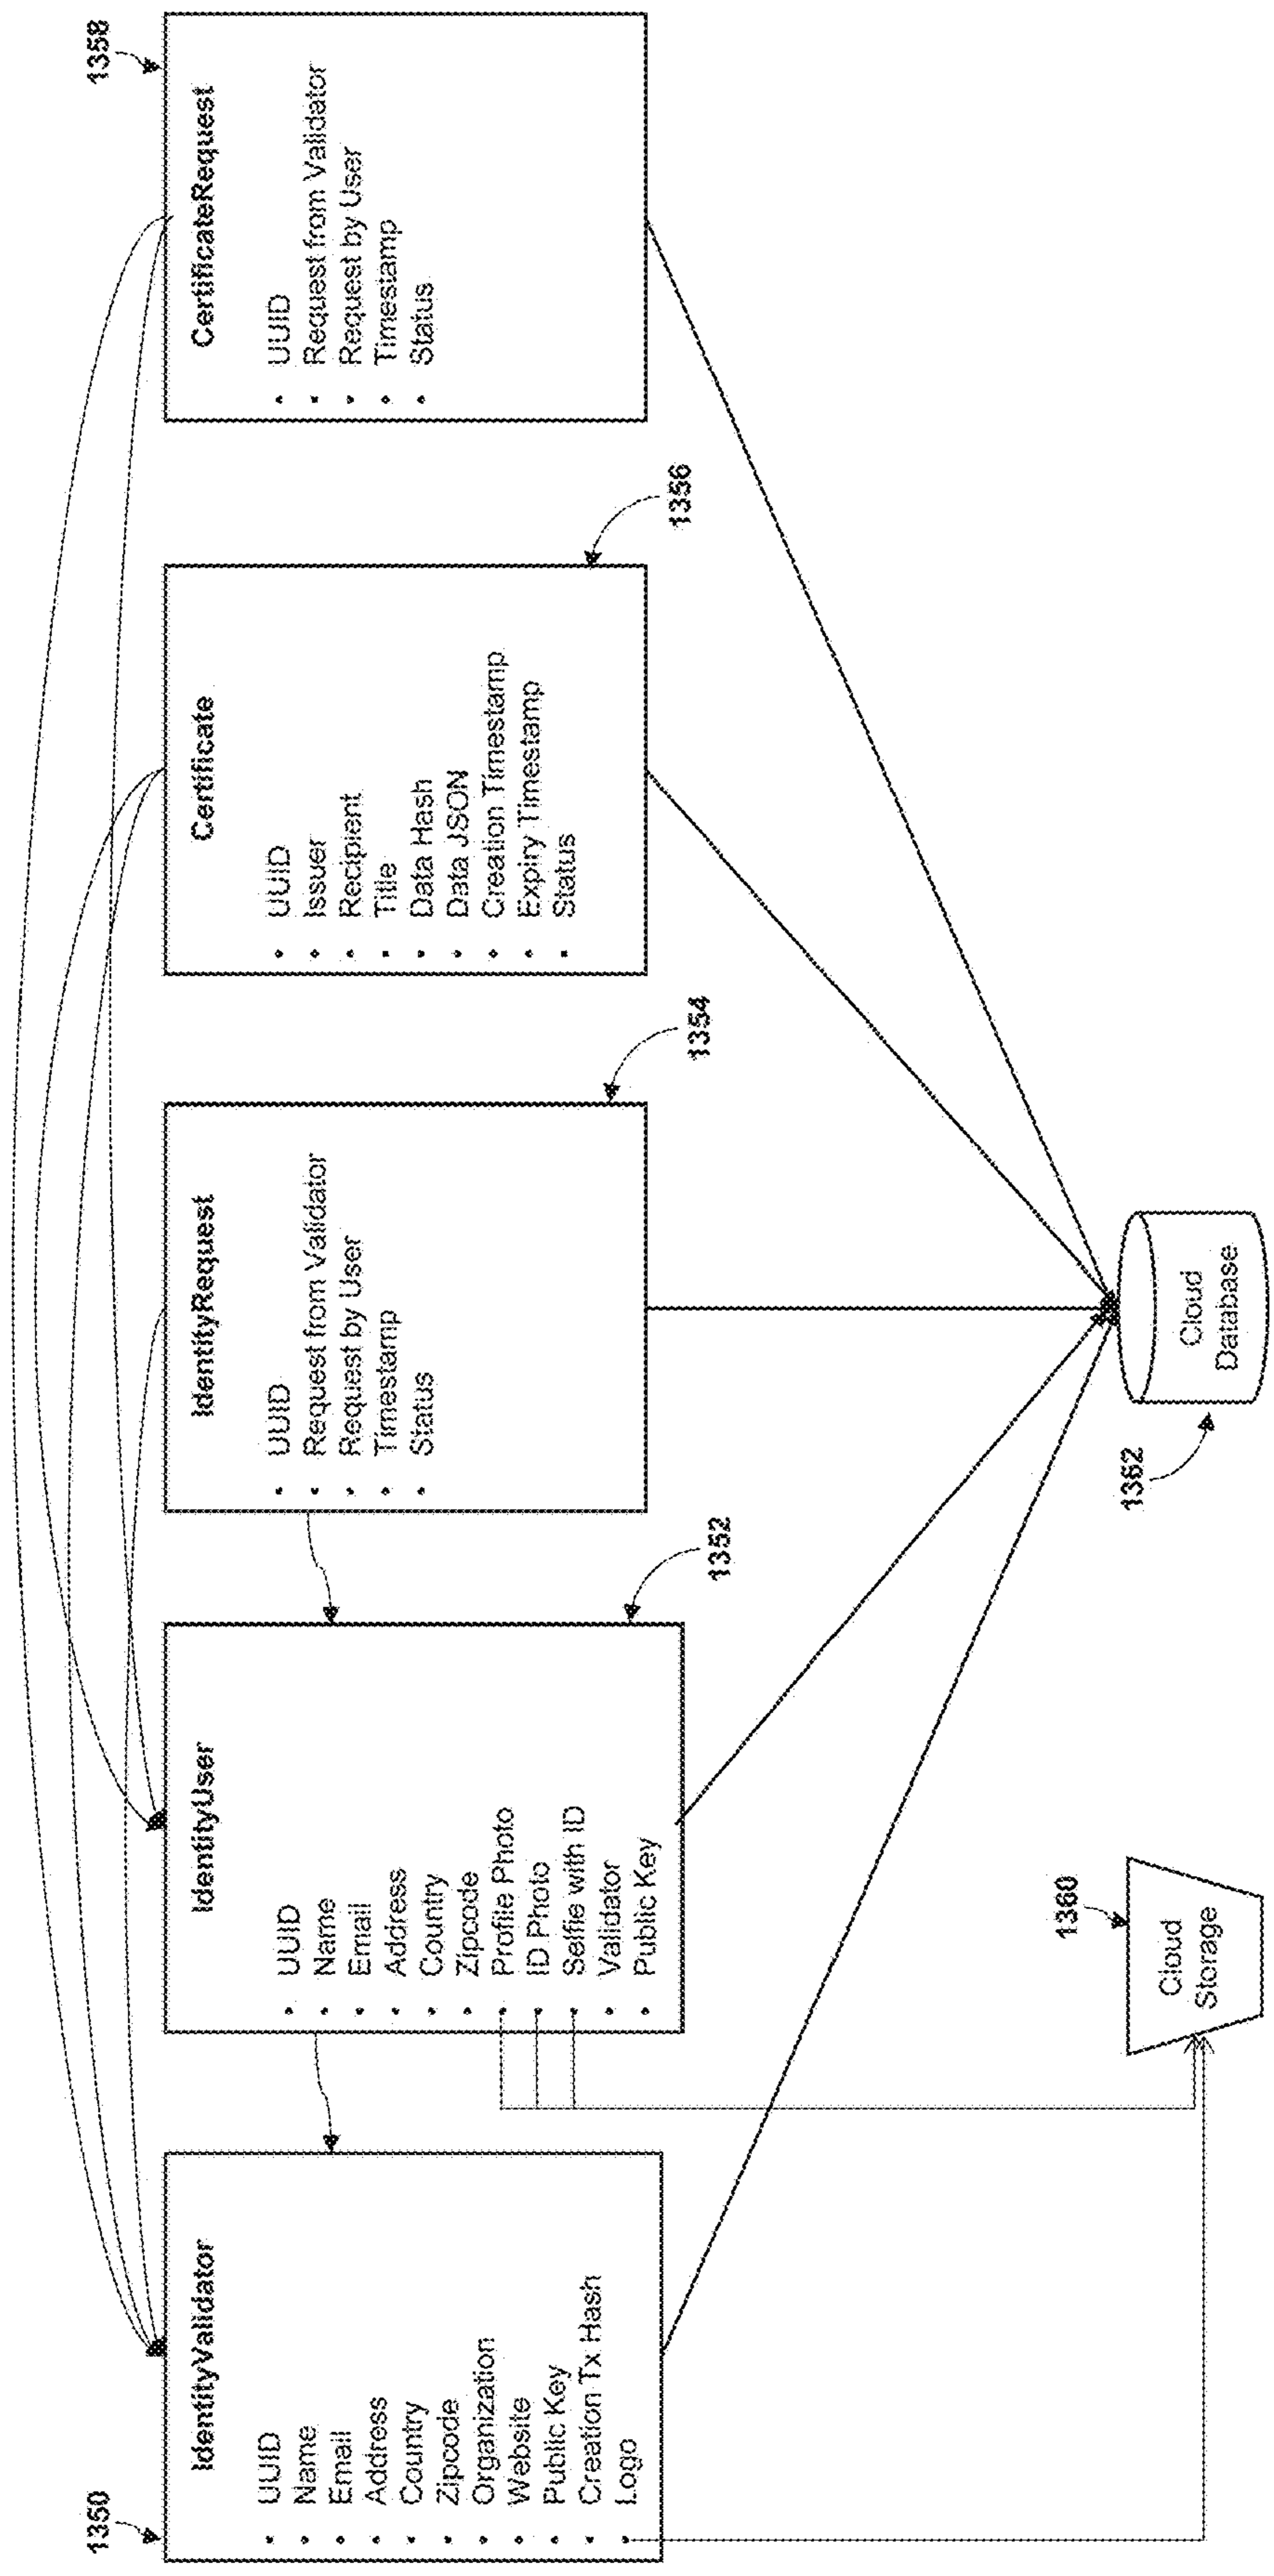 1350
IdentityValidator
• UUID
• Name
• Email
• Address
• Country
• Zipcode
• Organization
• Website
• Public Key
• Creation Tx Hash
• Logo
IdentityUser
• UUID
• Name
• Email
• Address
• Country
• Zipcode
• Profile Photo
• ID Photo
• Selfie with ID
• Validator
• Public Key
1352
IdentityRequest
• UUID
• Request from Validator
• Request by User
• Timestamp
• Status
1354
Certificate
• UUID
• Issuer
• Recipient
• Title
• Data Hash
• Data JSON
• Creation Timestamp
• Expiry Timestamp
• Status
1356
1358
CertificateRequest
• UUID
• Request from Validator
• Request by User
• Timestamp
• Status
1360
Cloud
Storage
1362
Cloud
Database